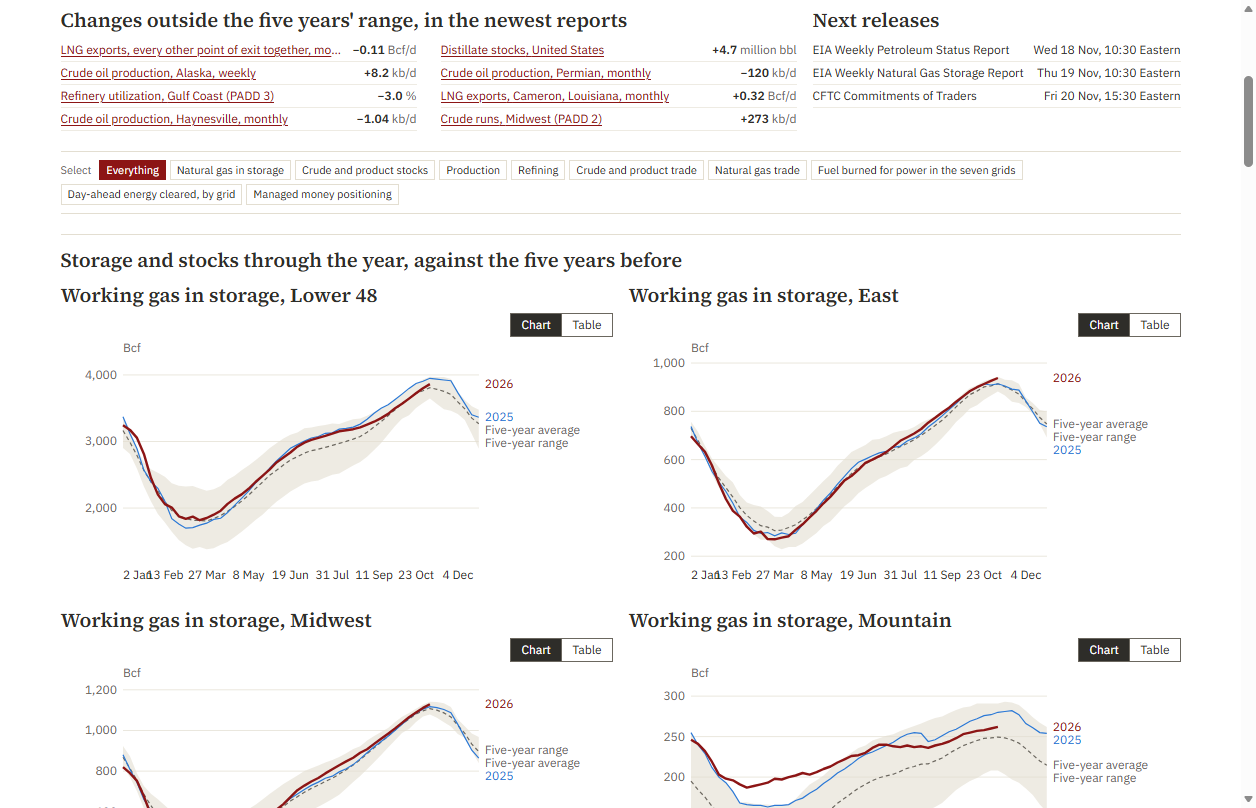 Changes outside the five years' range, in the newest reports
LNG exports, every other point of exit together, mo... −0.11 Bcf/d
Crude oil production, Alaska, weekly +8.2 kb/d
Refinery utilization, Gulf Coast (PADD 3) −3.0 %
Crude oil production, Haynesville, monthly −1.04 kb/d
Distillate stocks, United States +4.7 million bbl
Crude oil production, Permian, monthly −120 kb/d
LNG exports, Cameron, Louisiana, monthly +0.32 Bcf/d
Crude runs, Midwest (PADD 2) +273 kb/d
Next releases
EIA Weekly Petroleum Status Report Wed 18 Nov, 10:30 Eastern
EIA Weekly Natural Gas Storage Report Thu 19 Nov, 10:30 Eastern
CFTC Commitments of Traders Fri 20 Nov, 15:30 Eastern
Select Everything Natural gas in storage Crude and product stocks Production Refining Crude and product trade Natural gas trade Fuel burned for power in the seven grids
Day-ahead energy cleared, by grid Managed money positioning
Storage and stocks through the year, against the five years before
Working gas in storage, Lower 48
Chart Table
Bcf
4,000
3,000
2,000
2026
2025
Five-year average
Five-year range
2 Jan 13 Feb 27 Mar 8 May 19 Jun 31 Jul 11 Sep 23 Oct 4 Dec
Working gas in storage, East
Chart Table
Bcf
1,000
800
600
400
200
2026
Five-year average
Five-year range
2025
2 Jan 13 Feb 27 Mar 8 May 19 Jun 31 Jul 11 Sep 23 Oct 4 Dec
Working gas in storage, Midwest
Chart Table
Bcf
1,200
1,000
800
2026
Five-year range
Five-year average
2025
Working gas in storage, Mountain
Chart Table
Bcf
300
250
200
2026
2025
Five-year average
Five-year range